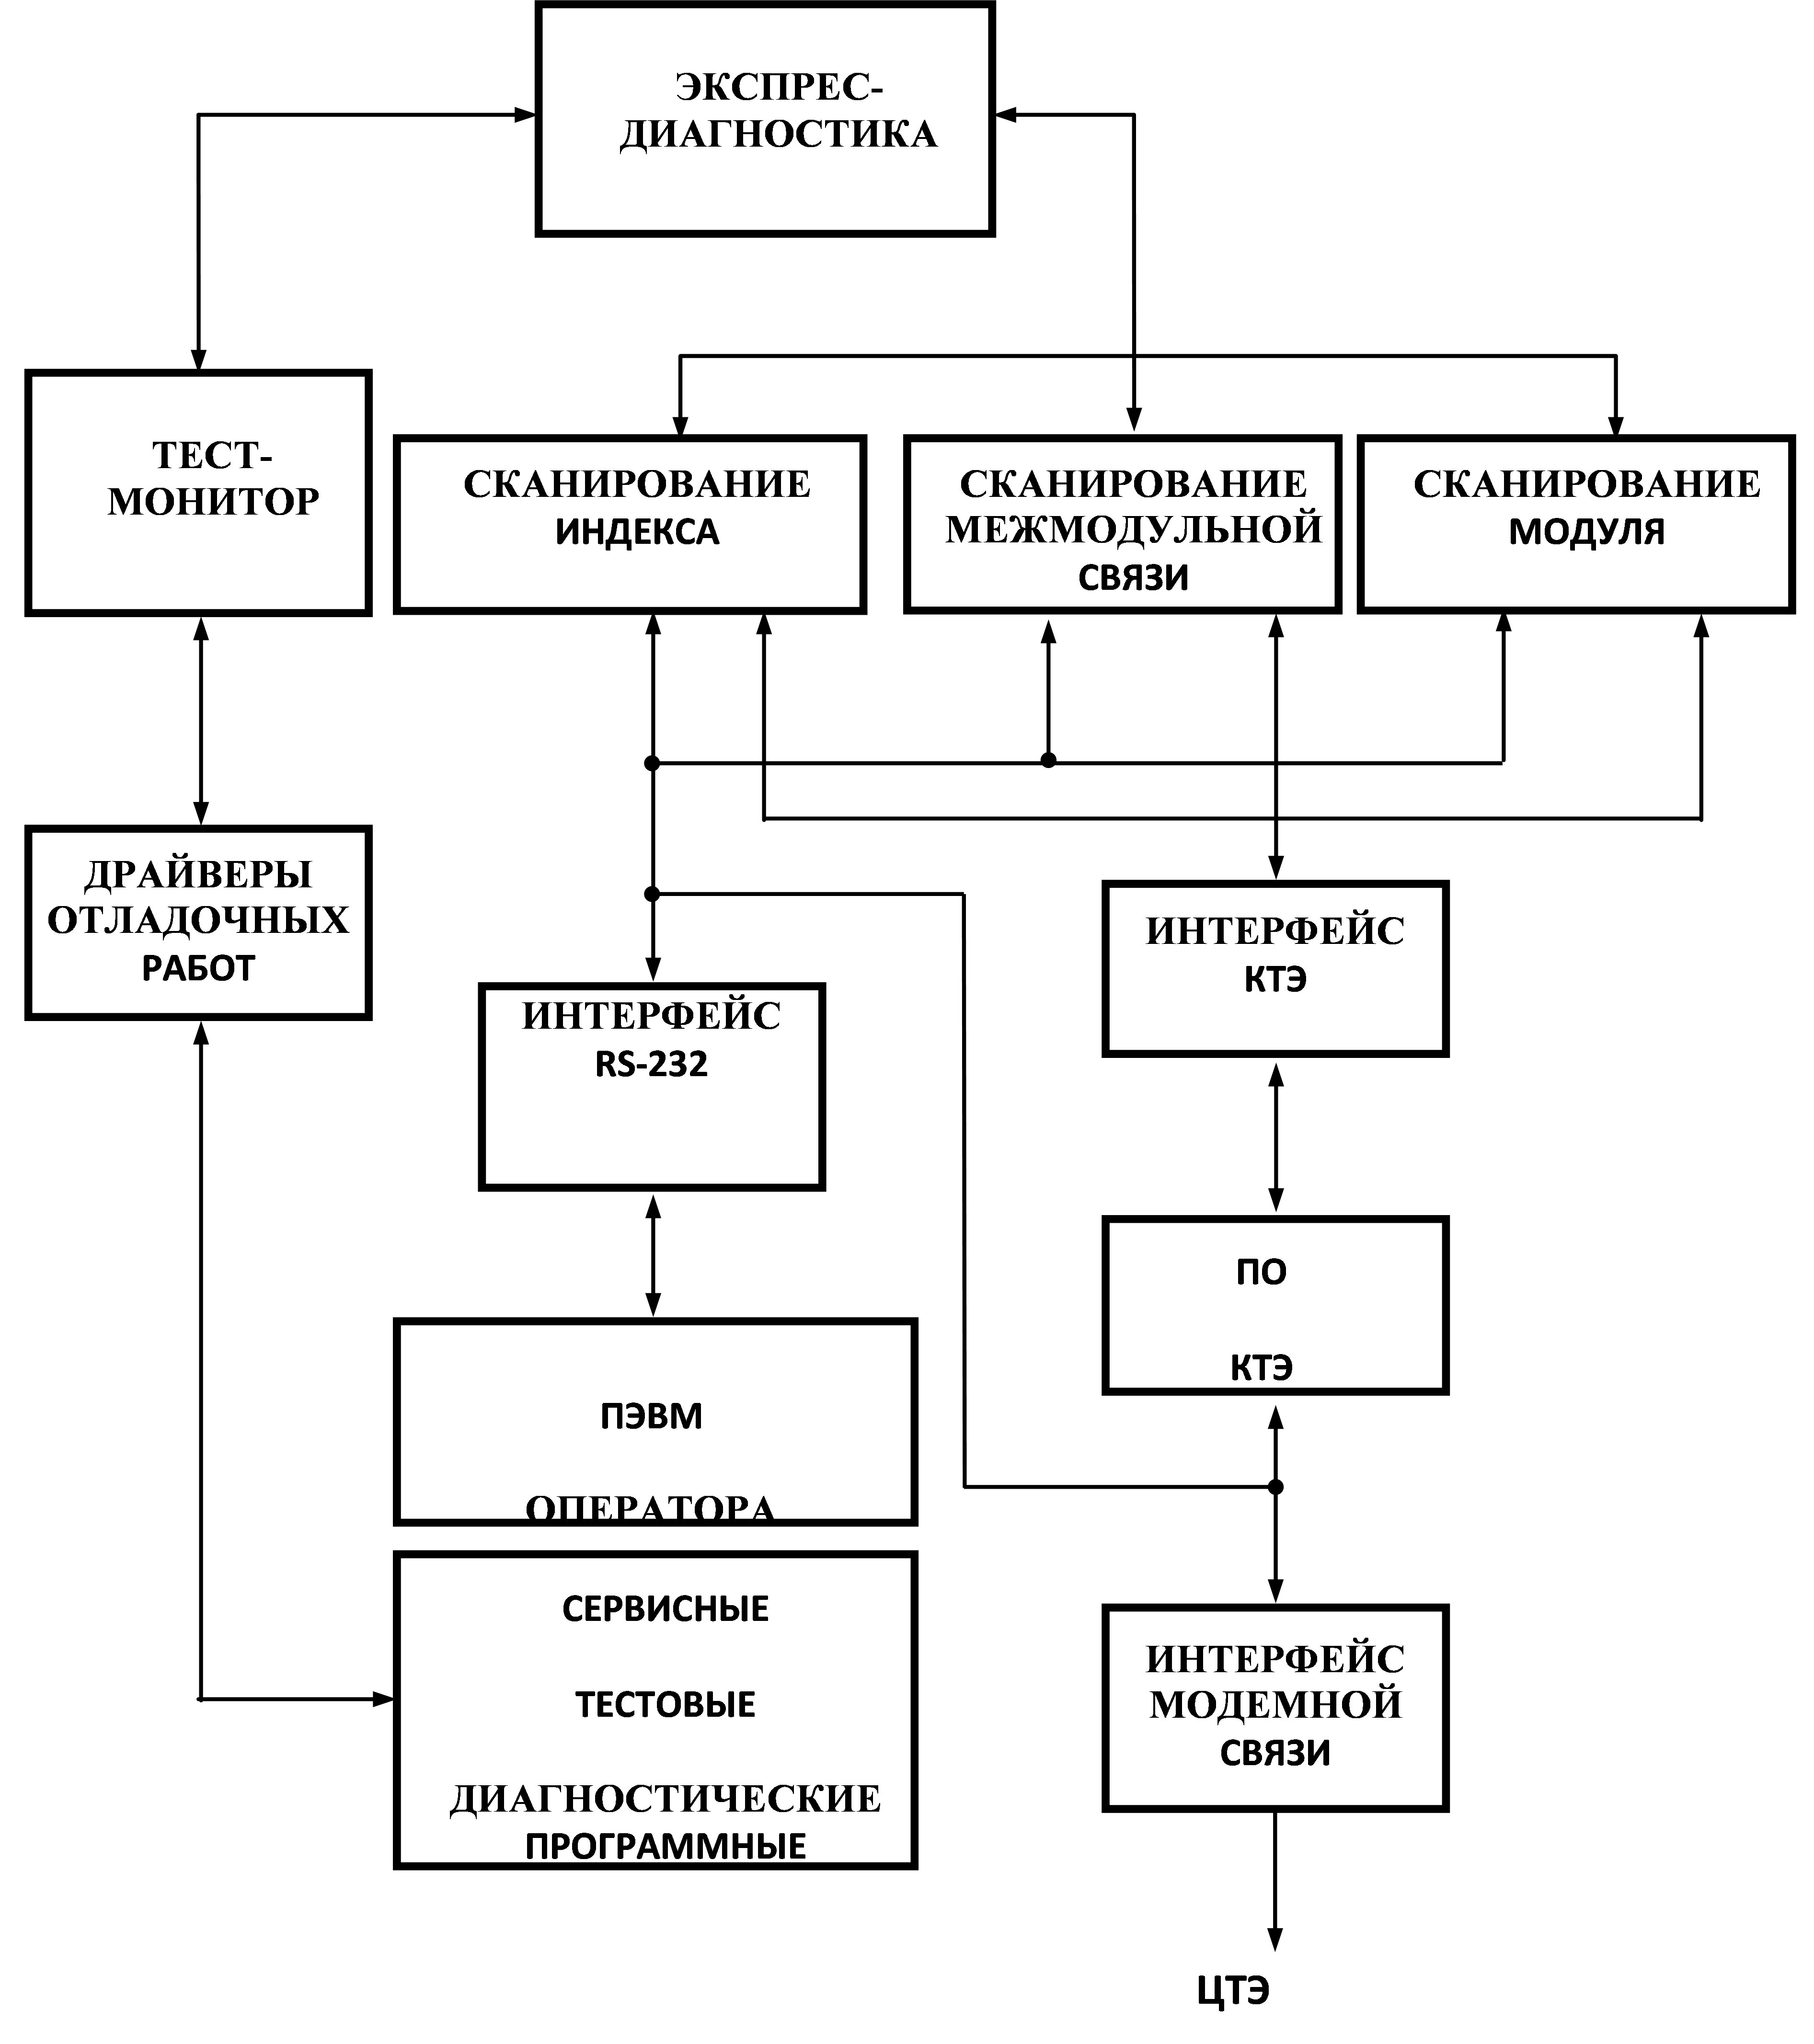 ЭКСПРЕС-
ДИАГНОСТИКА
ТЕСТ-
МОНИТОР
СКАНИРОВАНИЕ
ИНДЕКСА
СКАНИРОВАНИЕ
МЕЖМОДУЛЬНОЙ
СВЯЗИ
СКАНИРОВАНИЕ
МОДУЛЯ
ДРАЙВЕРЫ
ОТЛАДОЧНЫХ
РАБОТ
ИНТЕРФЕЙС
RS-232
ИНТЕРФЕЙС
КТЭ
ПО
КТЭ
ПЭВМ
ОПЕРАТОРА
СЕРВИСНЫЕ
ТЕСТОВЫЕ
ДИАГНОСТИЧЕСКИЕ
ПРОГРАММНЫЕ
ИНТЕРФЕЙС
МОДЕМНОЙ
СВЯЗИ
ЦТЭ